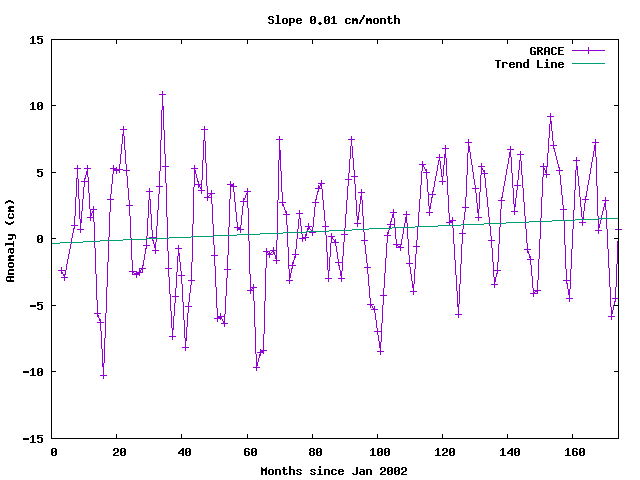 Slope 0.01 cm/month
GRACE
Trend Line
15
10
5
0
-5
-10
-15
Anomaly (cm)
0 20 40 60 80 100 120 140 160
Months since Jan 2002